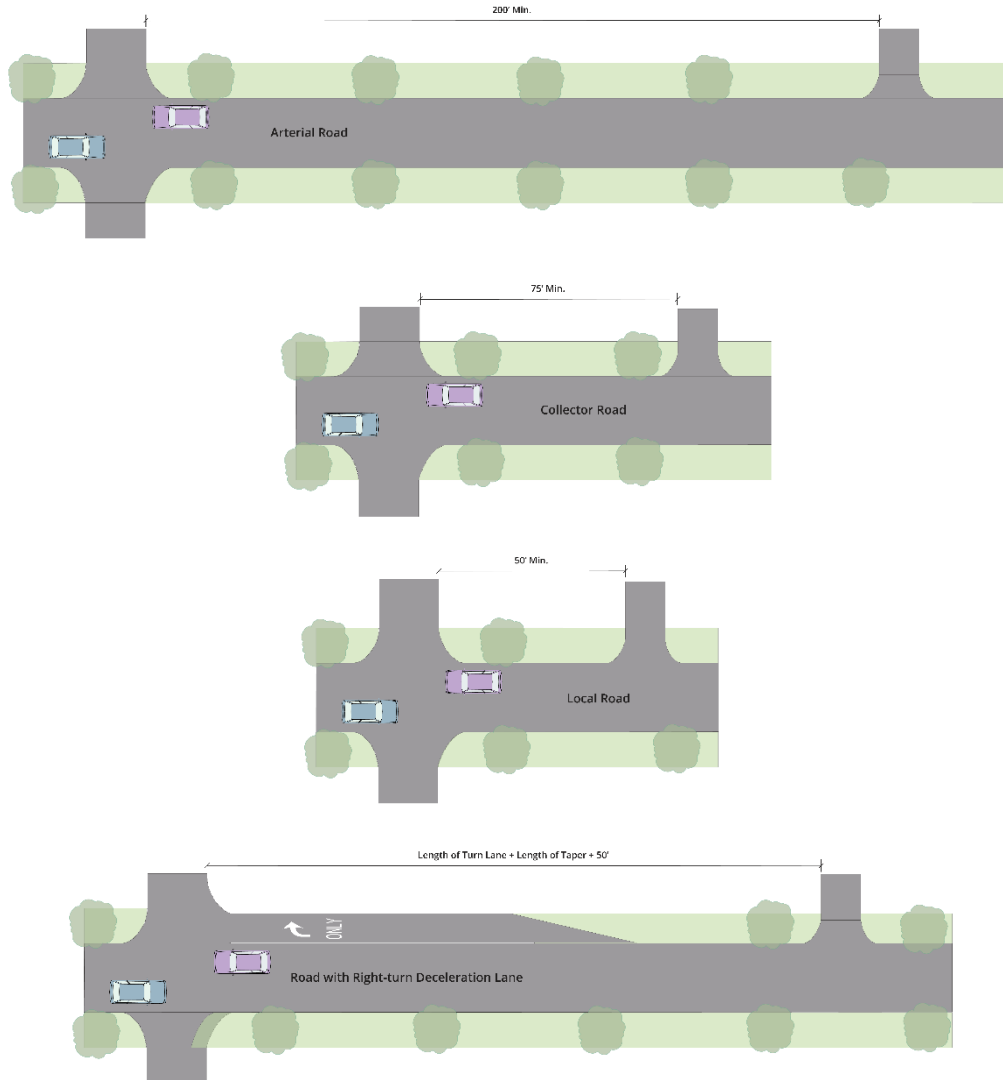 200' Min.
Arterial Road
75' Min.
Collector Road
50' Min.
Local Road
Length of Turn Lane + Length of Taper + 50'
ONLY
Road with Right-turn Deceleration Lane